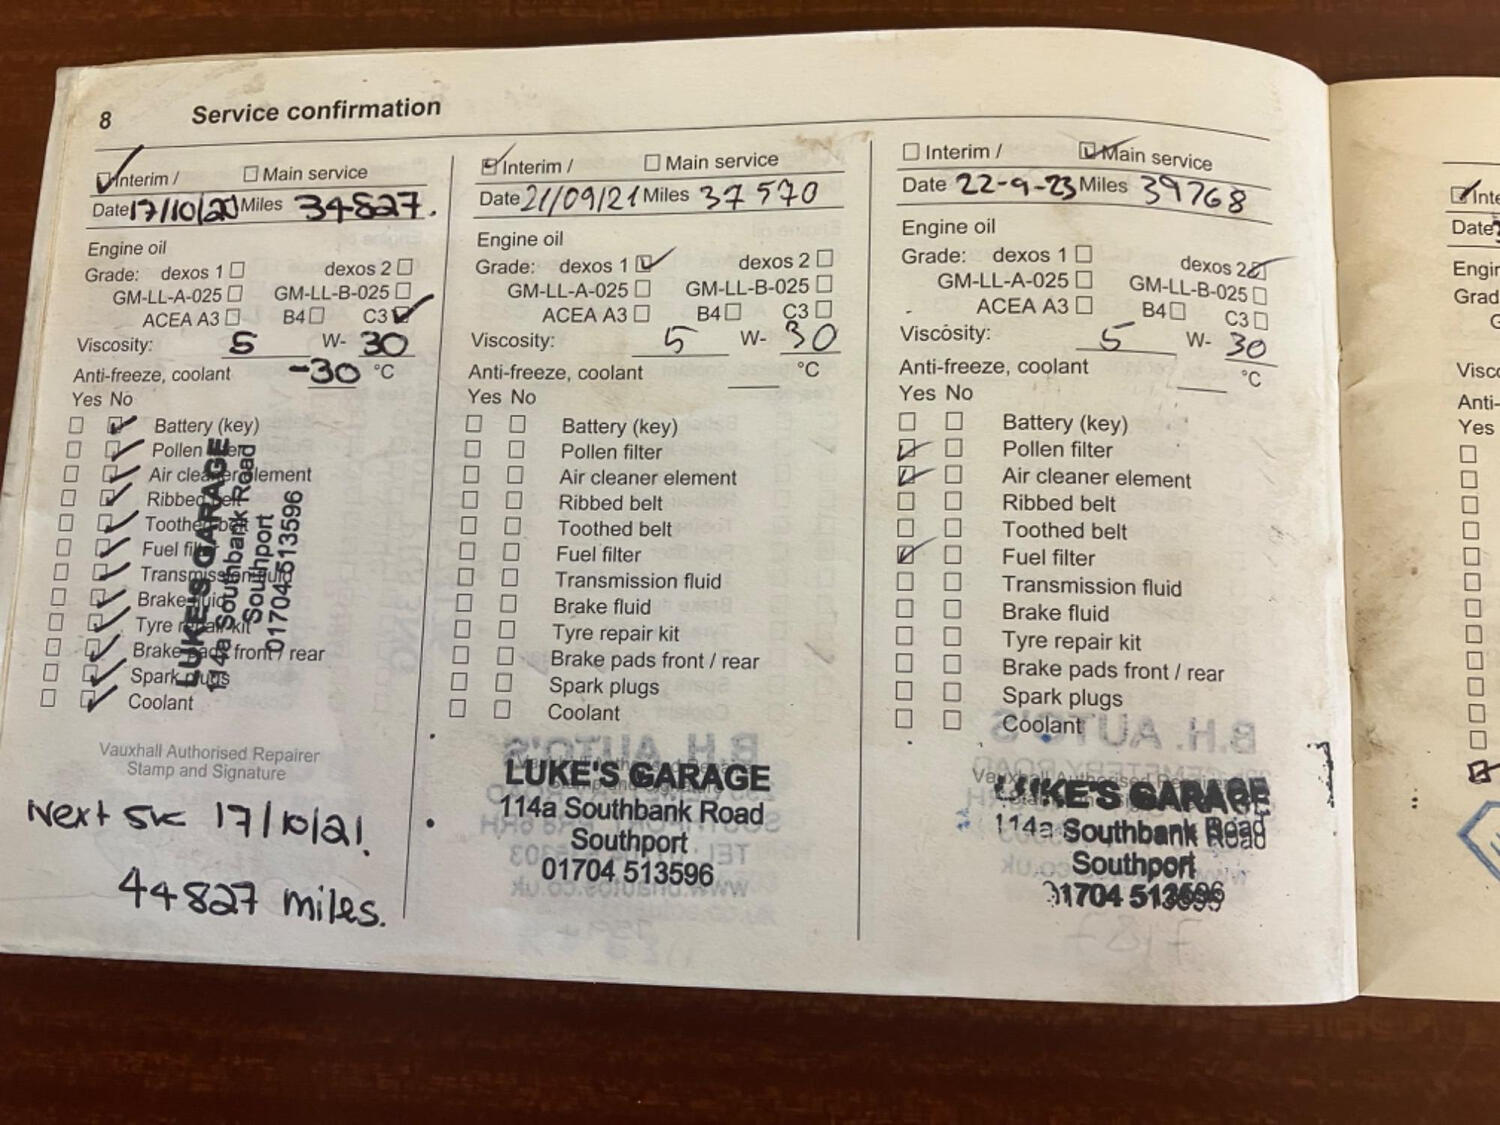 8 Service confirmation
Interim / Main service
Date 17/10/20 Miles 34827.
Engine oil
Grade: dexos 1 dexos 2
GM-LL-A-025 GM-LL-B-025
ACEA A3 B4 C3
Viscosity: 5 W- 30
Anti-freeze, coolant -30 °C
Yes No
Battery (key)
Pollen filter
Air cleaner element
Ribbed belt
Toothed belt
Fuel filter
Transmission fluid
Brake fluid
Tyre repair kit
Brake pads front / rear
Spark plugs
Coolant
LUKE'S GARAGE
114a Southbank Road
Southport
01704 513596
Vauxhall Authorised Repairer
Stamp and Signature
Next SVC 17/10/21.
44827 miles.
Interim / Main service
Date 21/09/21 Miles 37570
Engine oil
Grade: dexos 1 dexos 2
GM-LL-A-025 GM-LL-B-025
ACEA A3 B4 C3
Viscosity: 5 W- 30
Anti-freeze, coolant °C
Yes No
Battery (key)
Pollen filter
Air cleaner element
Ribbed belt
Toothed belt
Fuel filter
Transmission fluid
Brake fluid
Tyre repair kit
Brake pads front / rear
Spark plugs
Coolant
LUKE'S GARAGE
114a Southbank Road
Southport
01704 513596
Interim / Main service
Date 22-9-23 Miles 39768
Engine oil
Grade: dexos 1 dexos 2
GM-LL-A-025 GM-LL-B-025
ACEA A3 B4 C3
Viscosity: 5 W- 30
Anti-freeze, coolant °C
Yes No
Battery (key)
Pollen filter
Air cleaner element
Ribbed belt
Toothed belt
Fuel filter
Transmission fluid
Brake fluid
Tyre repair kit
Brake pads front / rear
Spark plugs
Coolant
Vauxhall Authorised Repairer
LUKE'S GARAGE
114a Southbank Road
Southport
01704 513596
Inte
Date
Engin
Grad
G
Visco
Anti-
Yes